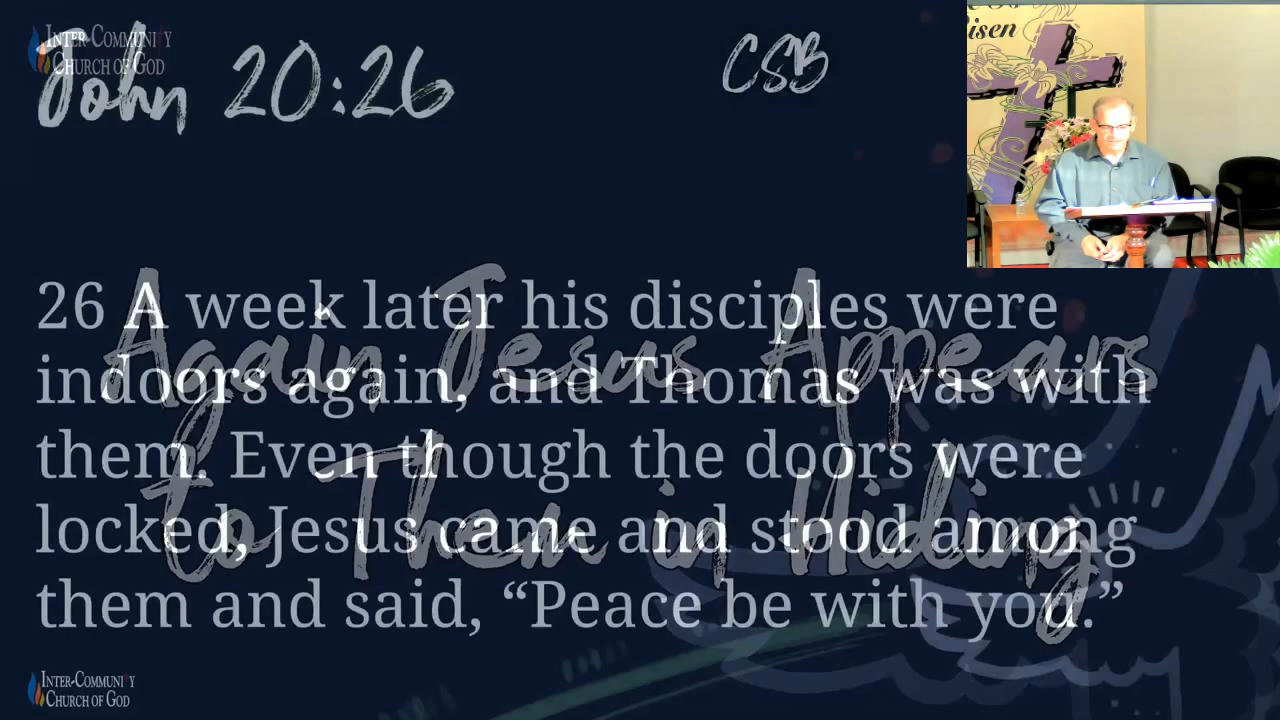 INTER-COMMUNITY
CHURCH OF GOD
John 20:26
CSB
Risen
26 A week later his disciples were
indoors again, and Thomas was with
them. Even though the doors were
locked, Jesus came and stood among
them and said, “Peace be with you.”
Again Jesus Appears
to Them in Hiding
INTER-COMMUNITY
CHURCH OF GOD